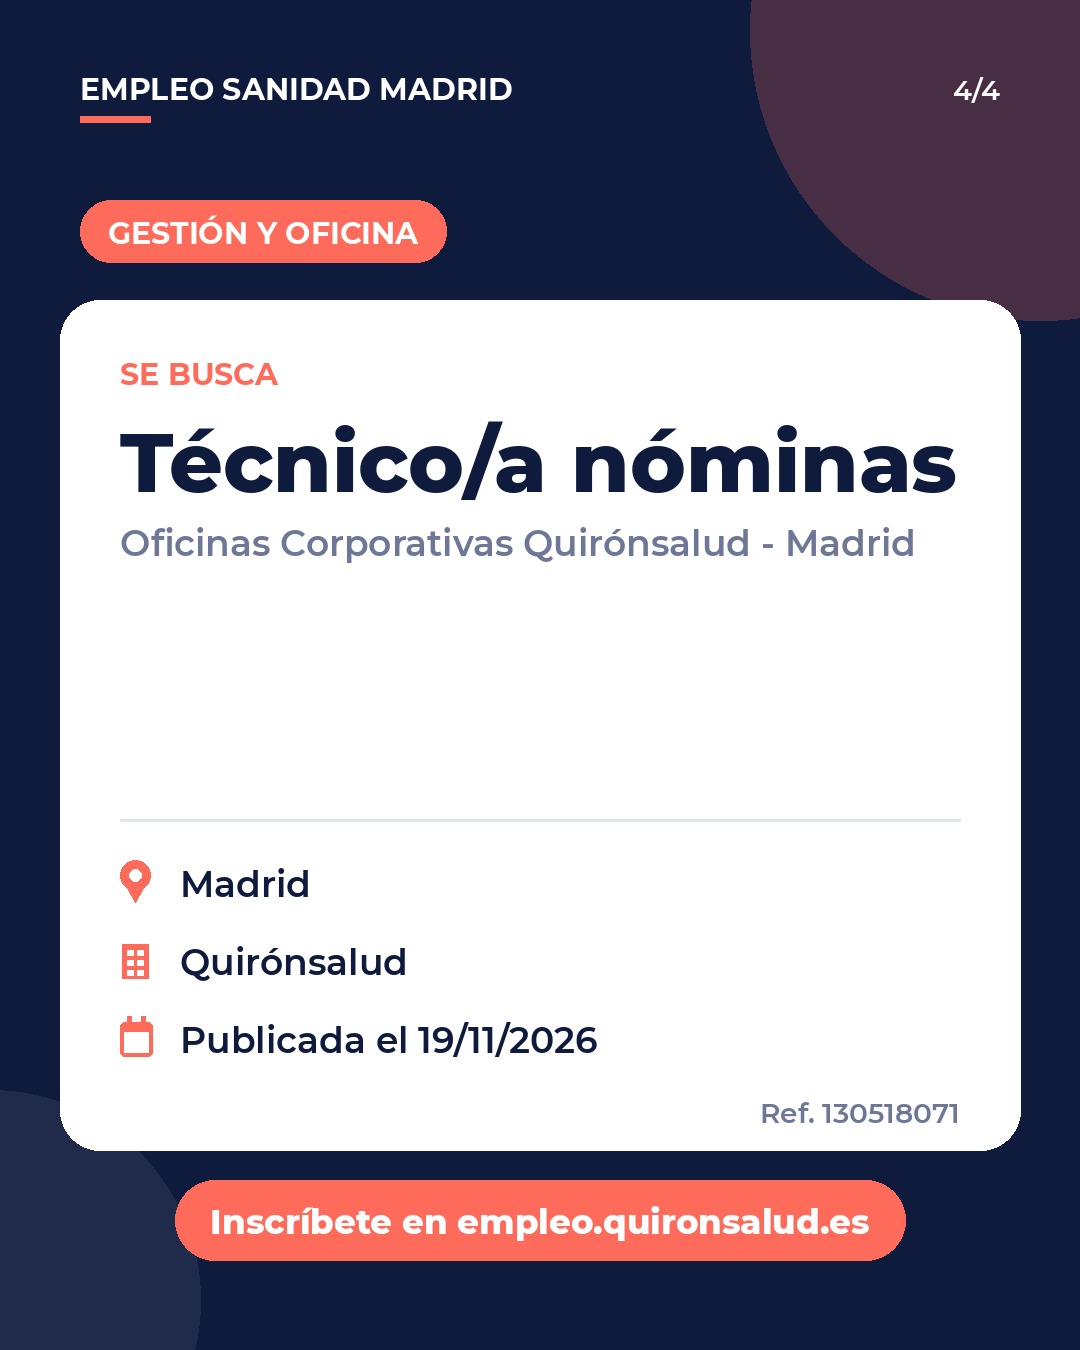 EMPLEO SANIDAD MADRID
4/4
GESTIÓN Y OFICINA
SE BUSCA
Técnico/a nóminas
Oficinas Corporativas Quirónsalud - Madrid
Madrid
Quirónsalud
Publicada el 19/11/2026
Ref. 130518071
Inscríbete en empleo.quironsalud.es